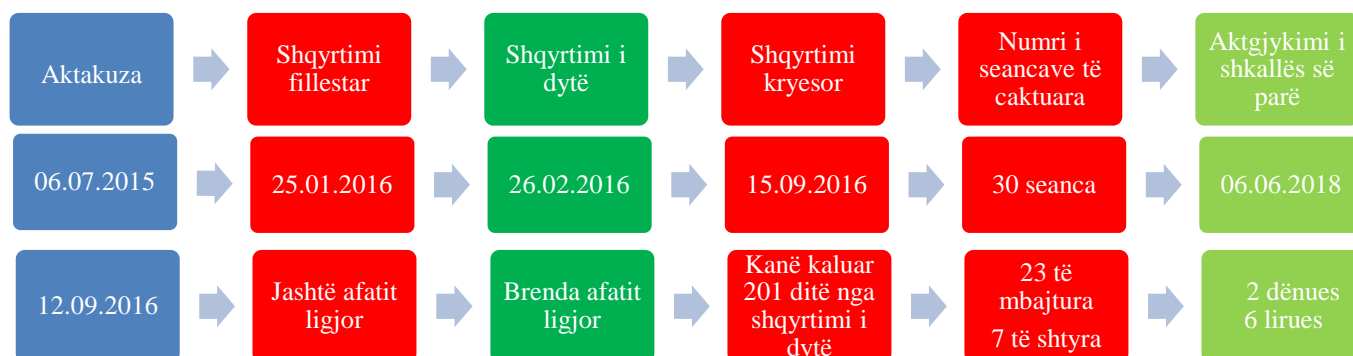 Aktakuza
Shqyrtimi
fillestar
Shqyrtimi i
dytë
Shqyrtimi
kryesor
Numri i
seancave të
caktuara
Aktgjykimi i
shkallës së
parë
06.07.2015
25.01.2016
26.02.2016
15.09.2016
30 seanca
06.06.2018
12.09.2016
Jashtë afatit
ligjor
Brenda afatit
ligjor
Kanë kaluar
201 ditë nga
shqyrtimi i
dytë
23 të
mbajtura
7 të shtyra
2 dënues
6 lirues